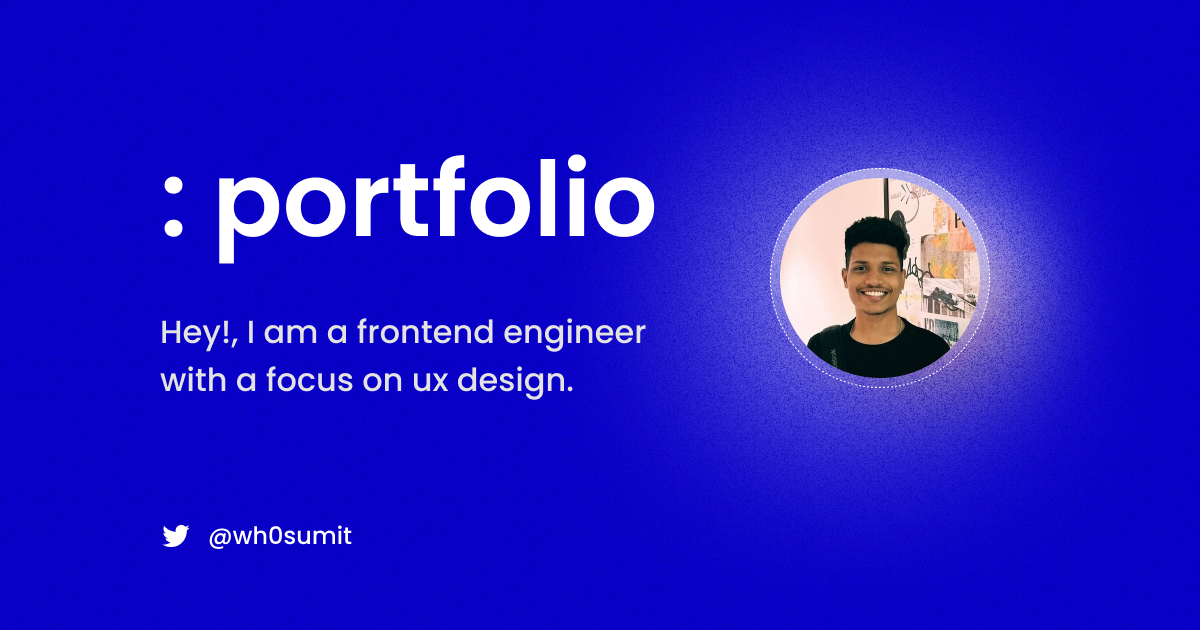 : portfolio
Hey!, I am a frontend engineer
with a focus on ux design.
@wh0sumit